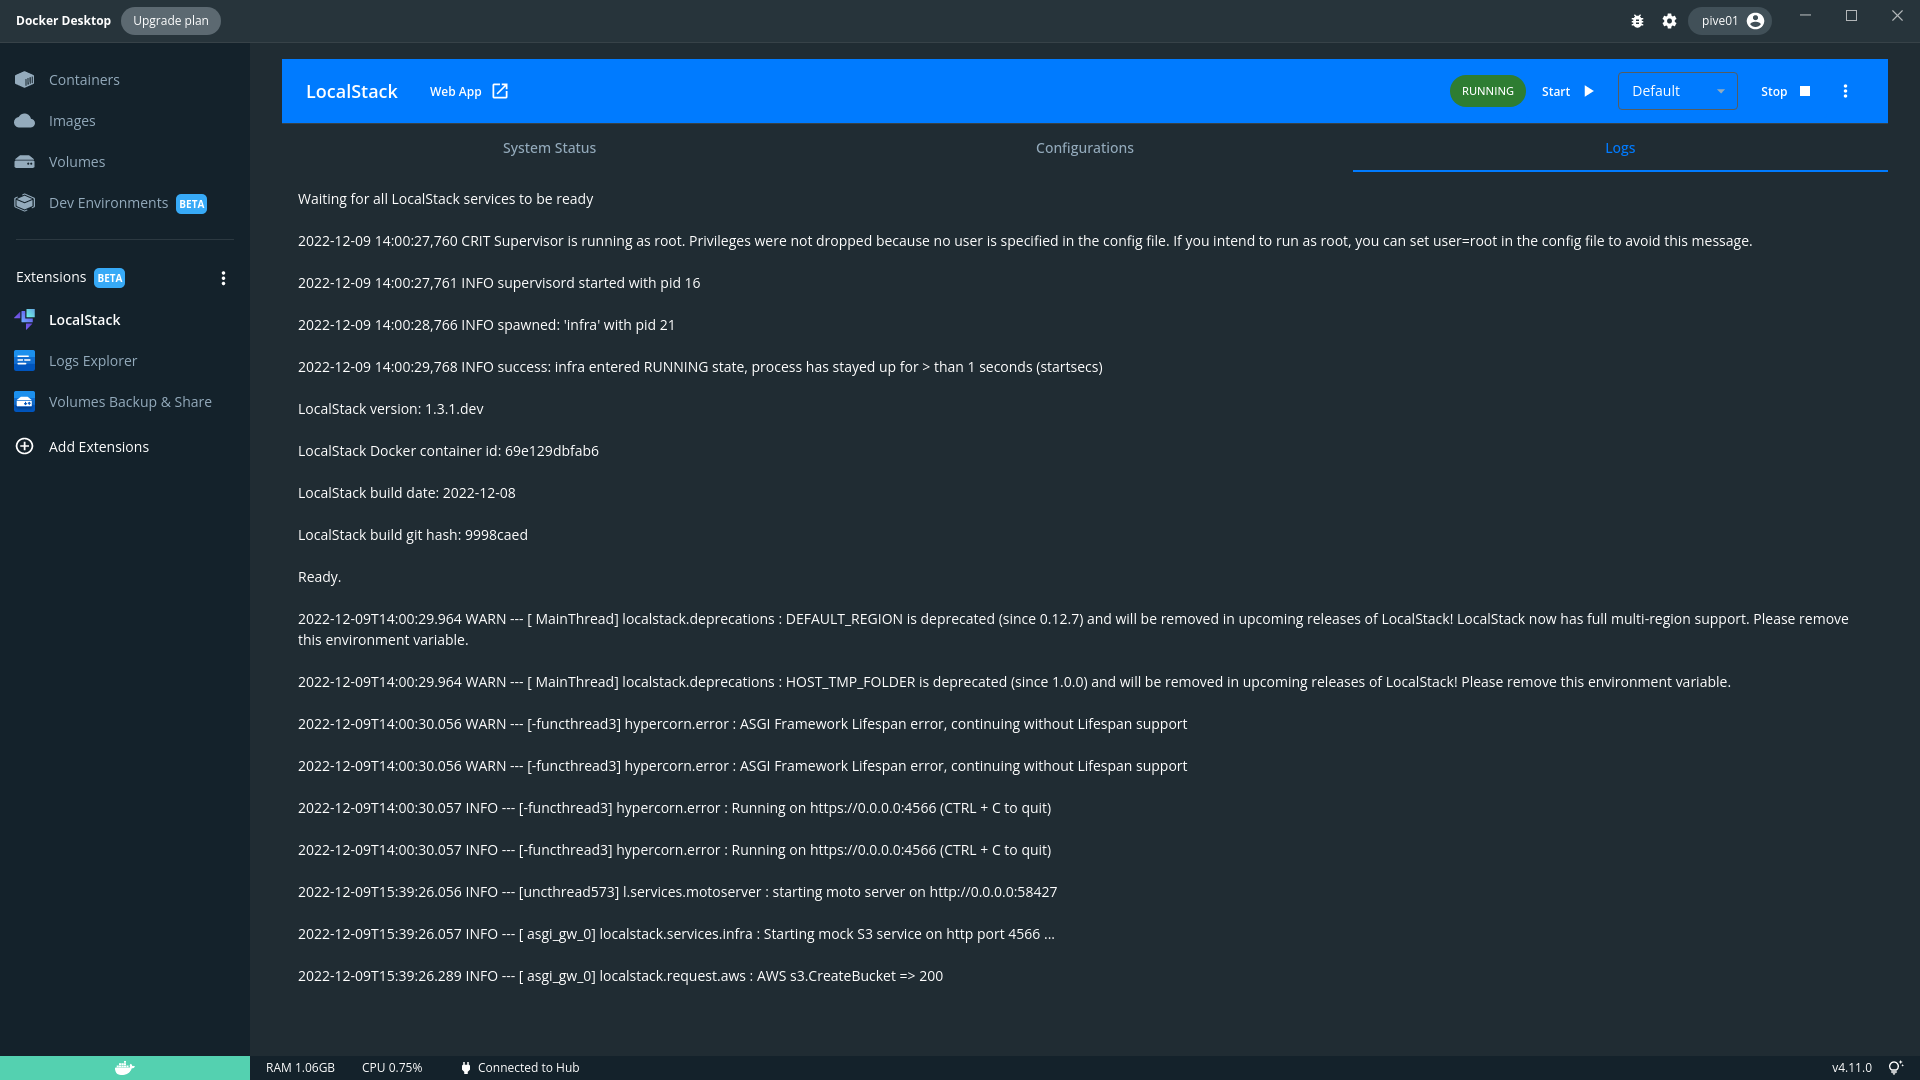 Docker Desktop Upgrade plan pive01
Containers
Images
Volumes
Dev Environments BETA
Extensions BETA
LocalStack
Logs Explorer
Volumes Backup & Share
Add Extensions
LocalStack Web App RUNNING Start Default Stop
System Status Configurations Logs
Waiting for all LocalStack services to be ready
2022-12-09 14:00:27,760 CRIT Supervisor is running as root. Privileges were not dropped because no user is specified in the config file. If you intend to run as root, you can set user=root in the config file to avoid this message.
2022-12-09 14:00:27,761 INFO supervisord started with pid 16
2022-12-09 14:00:28,766 INFO spawned: 'infra' with pid 21
2022-12-09 14:00:29,768 INFO success: infra entered RUNNING state, process has stayed up for > than 1 seconds (startsecs)
LocalStack version: 1.3.1.dev
LocalStack Docker container id: 69e129dbfab6
LocalStack build date: 2022-12-08
LocalStack build git hash: 9998caed
Ready.
2022-12-09T14:00:29.964 WARN --- [ MainThread] localstack.deprecations : DEFAULT_REGION is deprecated (since 0.12.7) and will be removed in upcoming releases of LocalStack! LocalStack now has full multi-region support. Please remove
this environment variable.
2022-12-09T14:00:29.964 WARN --- [ MainThread] localstack.deprecations : HOST_TMP_FOLDER is deprecated (since 1.0.0) and will be removed in upcoming releases of LocalStack! Please remove this environment variable.
2022-12-09T14:00:30.056 WARN --- [-functhread3] hypercorn.error : ASGI Framework Lifespan error, continuing without Lifespan support
2022-12-09T14:00:30.056 WARN --- [-functhread3] hypercorn.error : ASGI Framework Lifespan error, continuing without Lifespan support
2022-12-09T14:00:30.057 INFO --- [-functhread3] hypercorn.error : Running on https://0.0.0.0:4566 (CTRL + C to quit)
2022-12-09T14:00:30.057 INFO --- [-functhread3] hypercorn.error : Running on https://0.0.0.0:4566 (CTRL + C to quit)
2022-12-09T15:39:26.056 INFO --- [uncthread573] l.services.motoserver : starting moto server on http://0.0.0.0:58427
2022-12-09T15:39:26.057 INFO --- [ asgi_gw_0] localstack.services.infra : Starting mock S3 service on http port 4566 ...
2022-12-09T15:39:26.289 INFO --- [ asgi_gw_0] localstack.request.aws : AWS s3.CreateBucket => 200
RAM 1.06GB CPU 0.75% Connected to Hub v4.11.0